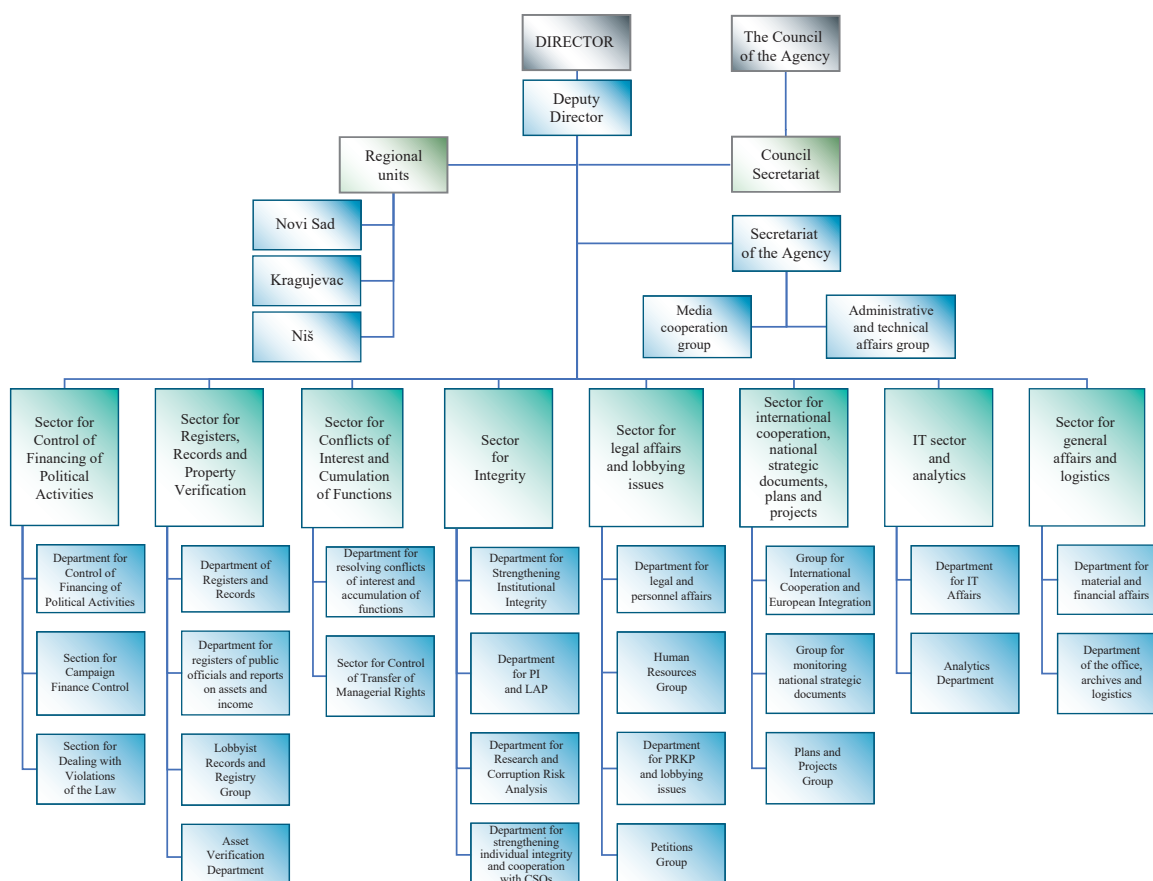 DIRECTOR
The Council
of the Agency
Deputy
Director
Regional
units
Council
Secretariat
Novi Sad
Kragujevac
Niš
Secretariat
of the Agency
Media
cooperation
group
Administrative
and technical
affairs group
Sector for
Control of
Financing of
Political
Activities
Sector for
Registers,
Records and
Property
Verification
Sector for
Conflicts of
Interest and
Cumulation
of Functions
Sector
for
Integrity
Sector for
legal affairs
and lobbying
issues
Sector for
international
cooperation,
national
strategic
documents,
plans and
projects
IT sector
and
analytics
Sector for
general
affairs and
logistics
Department for
Control of
Financing of
Political Activities
Section for
Campaign
Finance Control
Section for
Dealing with
Violations
of the Law
Department of
Registers and
Records
Department for
registers of public
officials and reports
on assets and
income
Lobbyist
Records and
Registry
Group
Asset
Verification
Department
Department for
resolving conflicts
of interest and
accumulation of
functions
Sector for Control
of Transfer of
Managerial Rights
Department for
Strengthening
Institutional
Integrity
Department
for PI
and LAP
Department for
Research and
Corruption Risk
Analysis
Department for
strengthening
individual integrity
and cooperation
with CSOs
Department for
legal and
personnel affairs
Human
Resources
Group
Department
for PRKP
and lobbying
issues
Petitions
Group
Group for
International
Cooperation and
European Integration
Group for
monitoring
national strategic
documents
Plans and
Projects
Group
Department
for IT
Affairs
Analytics
Department
Department for
material and
financial affairs
Department
of the office,
archives and
logistics